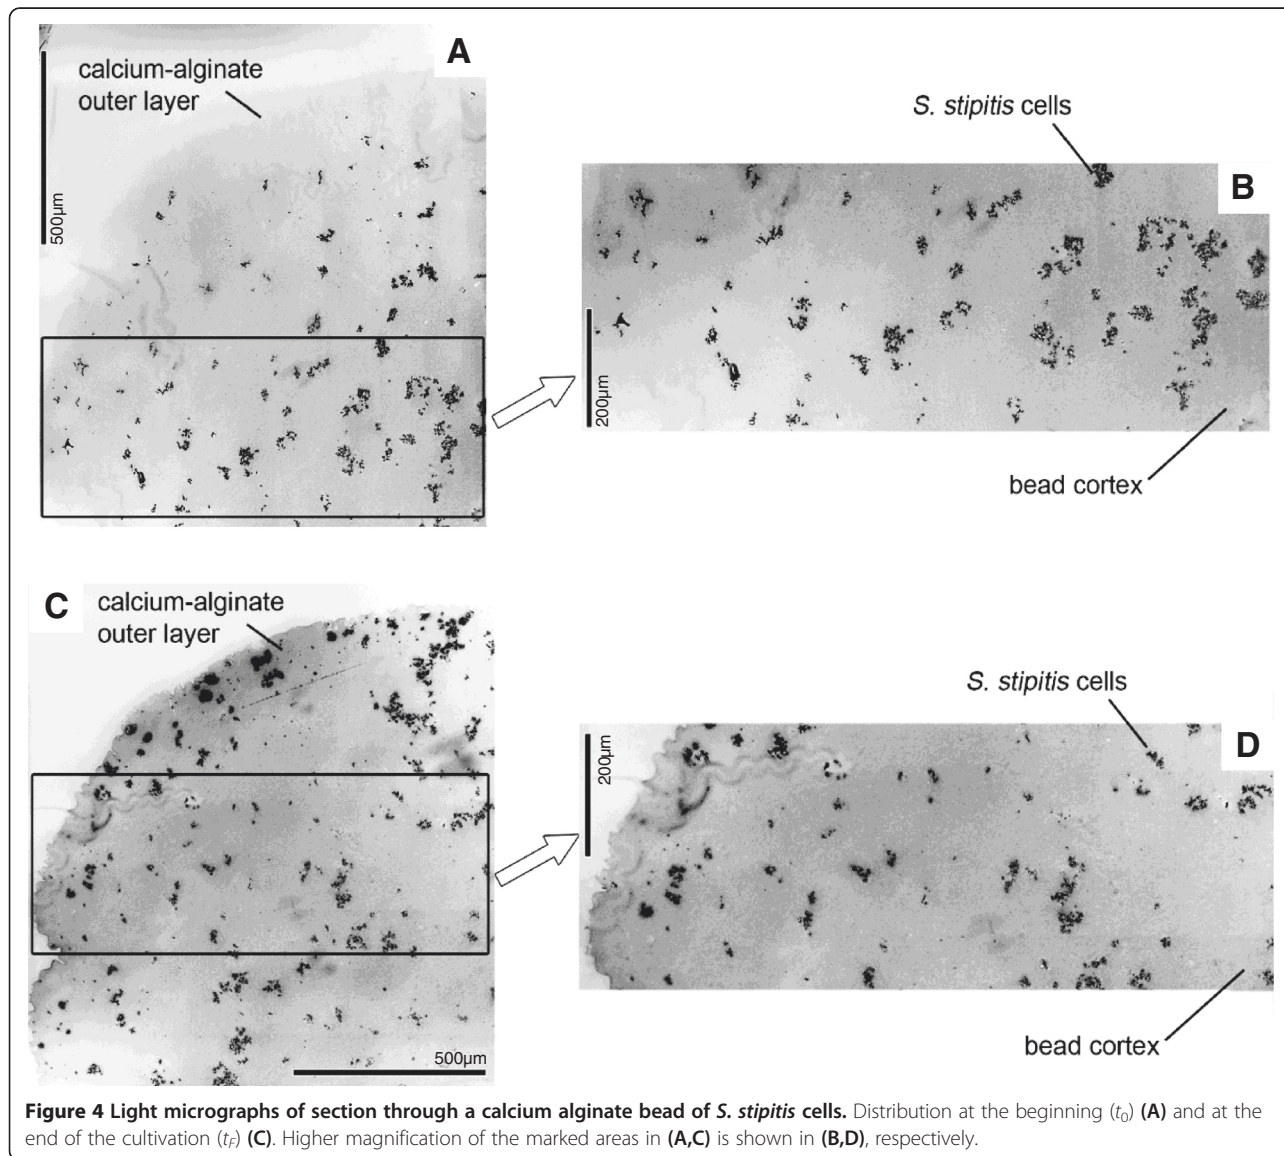 A
calcium-alginate
outer layer
500µm
S. stipitis cells
B
200µm
bead cortex
C
calcium-alginate
outer layer
500µm
S. stipitis cells
D
200µm
bead cortex
Figure 4 Light micrographs of section through a calcium alginate bead of S. stipitis cells. Distribution at the beginning (t0) (A) and at the
end of the cultivation (tF) (C). Higher magnification of the marked areas in (A,C) is shown in (B,D), respectively.